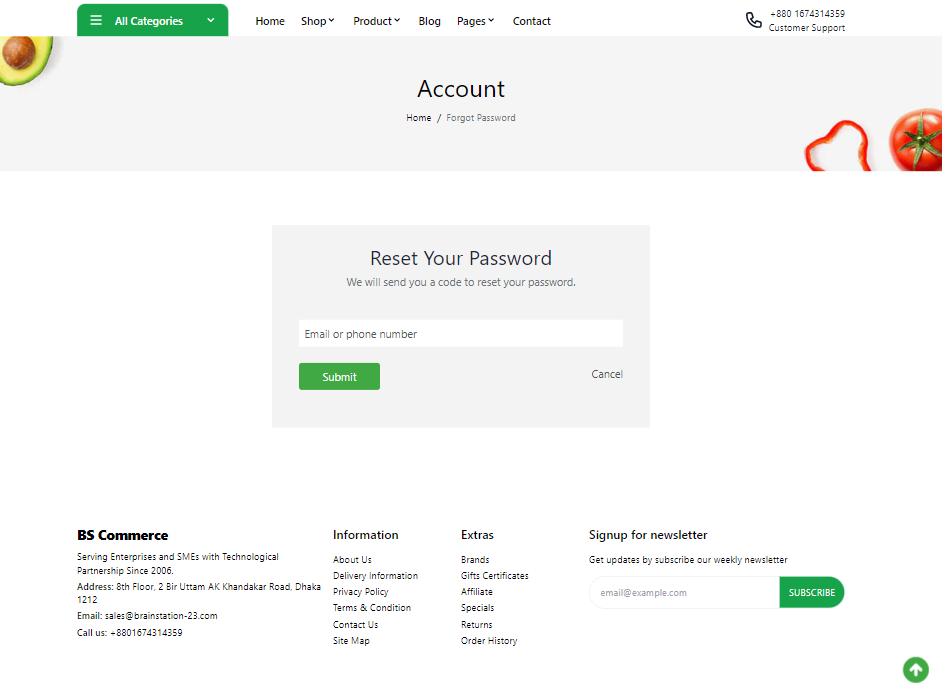 All Categories
Home Shop Product Blog Pages Contact
+880 1674314359
Customer Support
Account
Home / Forgot Password
Reset Your Password
We will send you a code to reset your password.
Email or phone number
Submit
Cancel
BS Commerce
Serving Enterprises and SMEs with Technological
Partnership Since 2006.
Address: 8th Floor, 2 Bir Uttam AK Khandakar Road, Dhaka
1212
Email: sales@brainstation-23.com
Call us: +8801674314359
Information
About Us
Delivery Information
Privacy Policy
Terms & Condition
Contact Us
Site Map
Extras
Brands
Gifts Certificates
Affiliate
Specials
Returns
Order History
Signup for newsletter
Get updates by subscribe our weekly newsletter
email@example.com
SUBSCRIBE